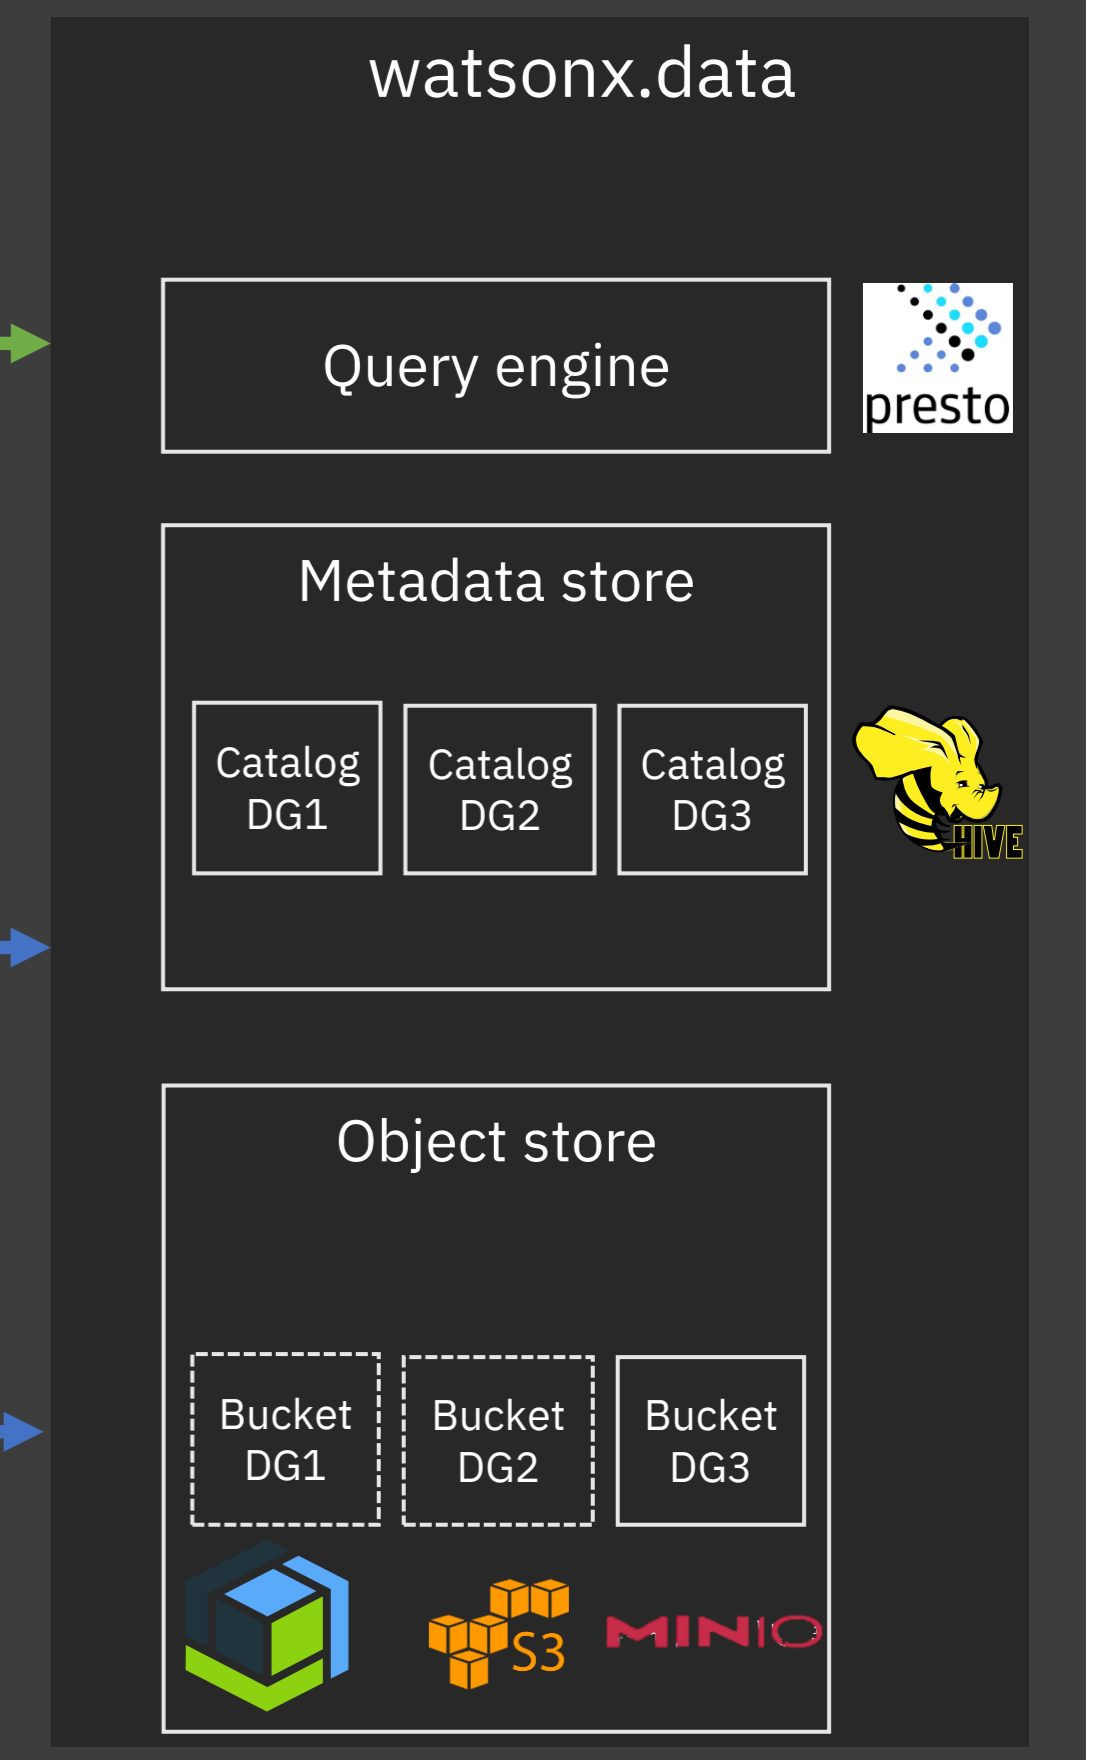 watsonx.data
Query engine
presto
Metadata store
Catalog
DG1
Catalog
DG2
Catalog
DG3
HIVE
Object store
Bucket
DG1
Bucket
DG2
Bucket
DG3
S3
MINIO